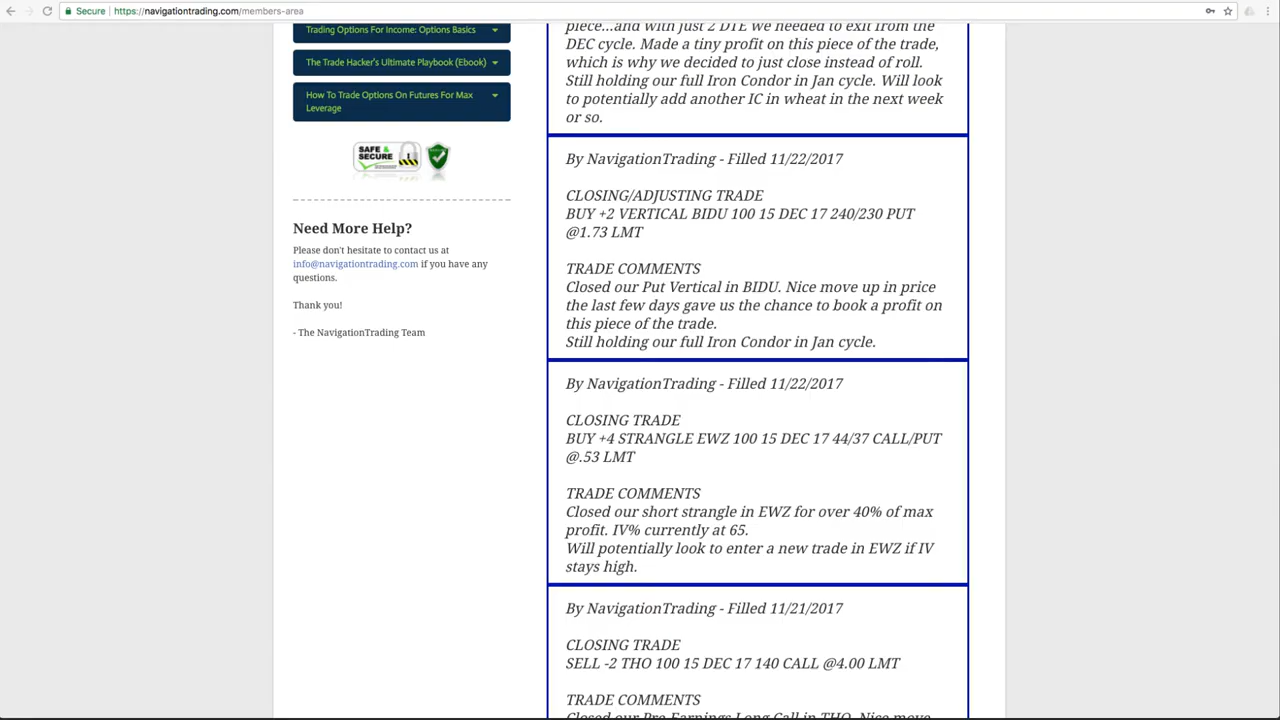 Secure
https://navigationtrading.com/members-area
Trading Options For Income: Options Basics
The Trade Hacker's Ultimate Playbook (Ebook)
How To Trade Options On Futures For Max
Leverage
SAFE &
SECURE
Need More Help?
Please don't hesitate to contact us at
info@navigationtrading.com if you have any
questions.
Thank you!
- The NavigationTrading Team
piece...and with just 2 DTE we needed to exit from the
DEC cycle. Made a tiny profit on this piece of the trade,
which is why we decided to just close instead of roll.
Still holding our full Iron Condor in Jan cycle. Will look
to potentially add another IC in wheat in the next week
or so.
By NavigationTrading - Filled 11/22/2017
CLOSING/ADJUSTING TRADE
BUY +2 VERTICAL BIDU 100 15 DEC 17 240/230 PUT
@1.73 LMT
TRADE COMMENTS
Closed our Put Vertical in BIDU. Nice move up in price
the last few days gave us the chance to book a profit on
this piece of the trade.
Still holding our full Iron Condor in Jan cycle.
By NavigationTrading - Filled 11/22/2017
CLOSING TRADE
BUY +4 STRANGLE EWZ 100 15 DEC 17 44/37 CALL/PUT
@.53 LMT
TRADE COMMENTS
Closed our short strangle in EWZ for over 40% of max
profit. IV% currently at 65.
Will potentially look to enter a new trade in EWZ if IV
stays high.
By NavigationTrading - Filled 11/21/2017
CLOSING TRADE
SELL -2 THO 100 15 DEC 17 140 CALL @4.00 LMT
TRADE COMMENTS
Closed our Pre-Earnings Long Call in THO. Nice move